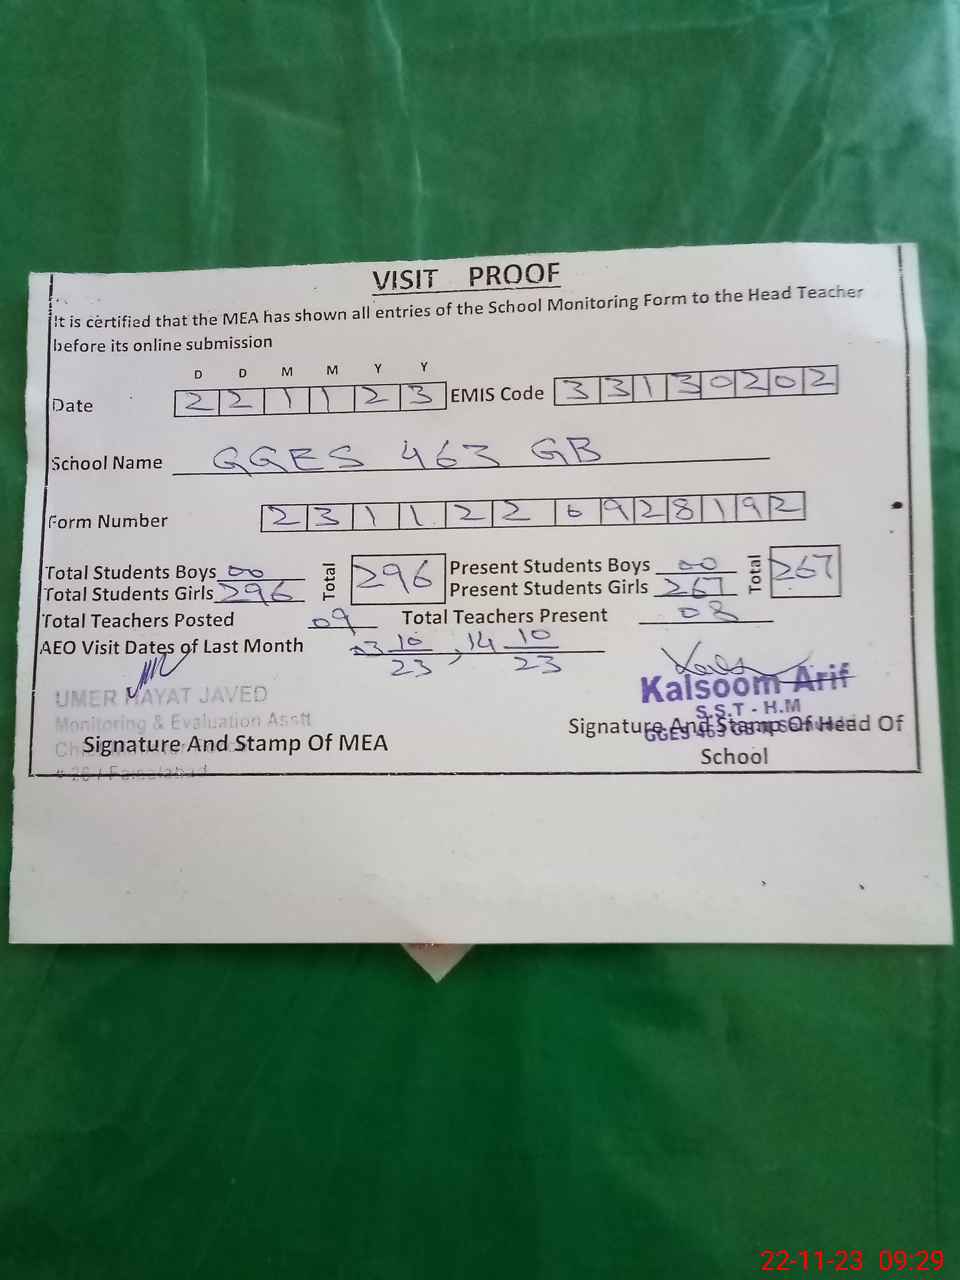 VISIT PROOF
It is certified that the MEA has shown all entries of the School Monitoring Form to the Head Teacher
before its online submission
D D M M Y Y
Date 2 2 1 1 2 3 EMIS Code 3 3 1 3 0 2 0 2
School Name GGES 463 GB
Form Number 2 3 1 1 2 2 6 9 2 8 1 9 2
Total Students Boys 00 Total 296 Present Students Boys 00 Total 267
Total Students Girls 296 Present Students Girls 267
Total Teachers Posted 09 Total Teachers Present 08
AEO Visit Dates of Last Month 03 10/23, 14 10/23
UMER HAYAT JAVED
Monitoring & Evaluation Asstt
Signature And Stamp Of MEA
Kalsoom Arif
S.S.T - H.M
GGES 463 GB
Signature And Stamp Of Head Of
School
22-11-23 09:29